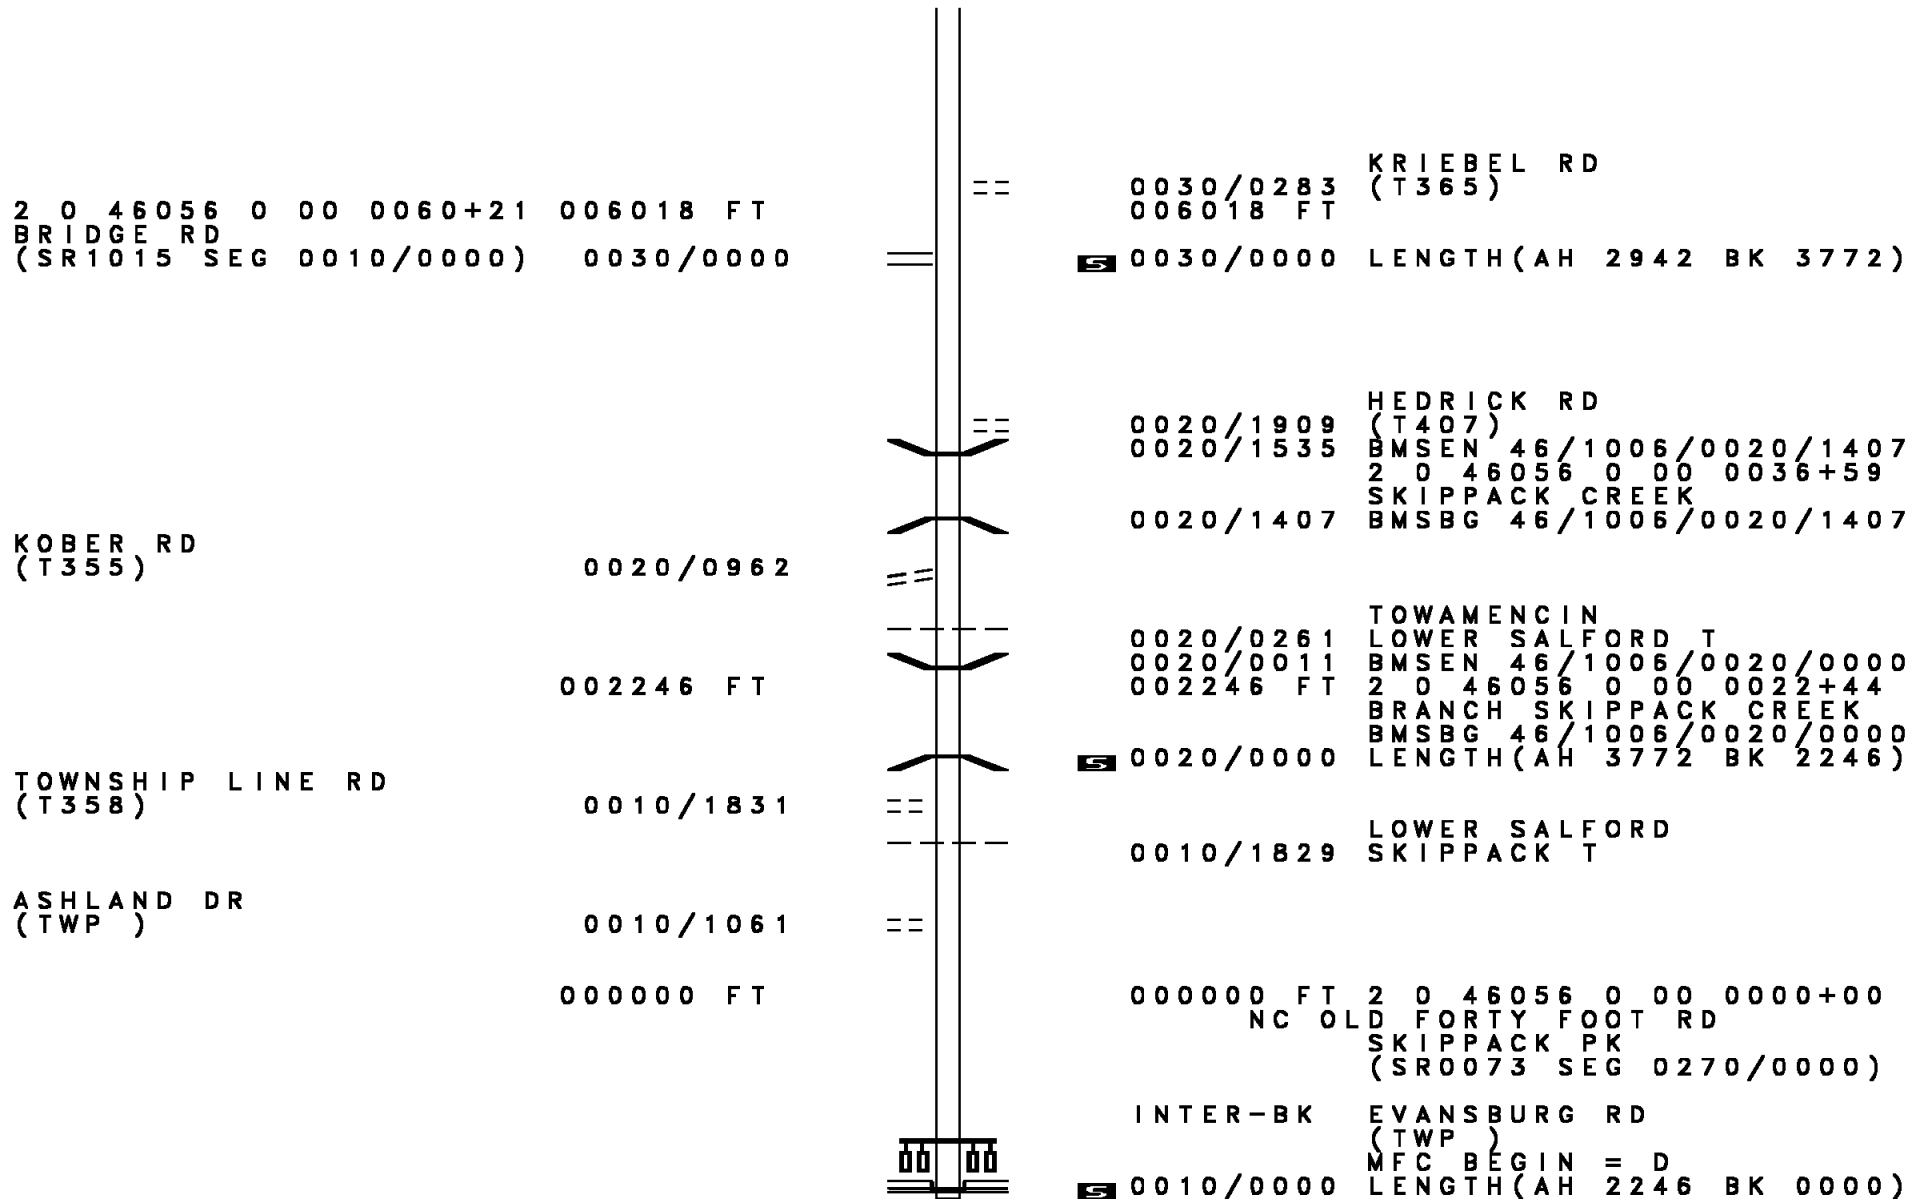 KRIEBEL RD
0030/0283 (T365)
2 0 46056 0 00 0060+21 006018 FT 006018 FT
BRIDGE RD
(SR1015 SEG 0010/0000) 0030/0000 S 0030/0000 LENGTH(AH 2942 BK 3772)
HEDRICK RD
0020/1909 (T407)
0020/1535 BMSEN 46/1006/0020/1407
2 0 46056 0 00 0036+59
SKIPPACK CREEK
0020/1407 BMSBG 46/1006/0020/1407
KOBER RD
(T355) 0020/0962
TOWAMENCIN
0020/0261 LOWER SALFORD T
0020/0011 BMSEN 46/1006/0020/0000
002246 FT 002246 FT 2 0 46056 0 00 0022+44
BRANCH SKIPPACK CREEK
BMSBG 46/1006/0020/0000
S 0020/0000 LENGTH(AH 3772 BK 2246)
TOWNSHIP LINE RD
(T358) 0010/1831
LOWER SALFORD
0010/1829 SKIPPACK T
ASHLAND DR
(TWP ) 0010/1061
000000 FT 000000 FT 2 0 46056 0 00 0000+00
NC OLD FORTY FOOT RD
SKIPPACK PK
(SR0073 SEG 0270/0000)
INTER-BK EVANSBURG RD
(TWP )
MFC BEGIN = D
S 0010/0000 LENGTH(AH 2246 BK 0000)